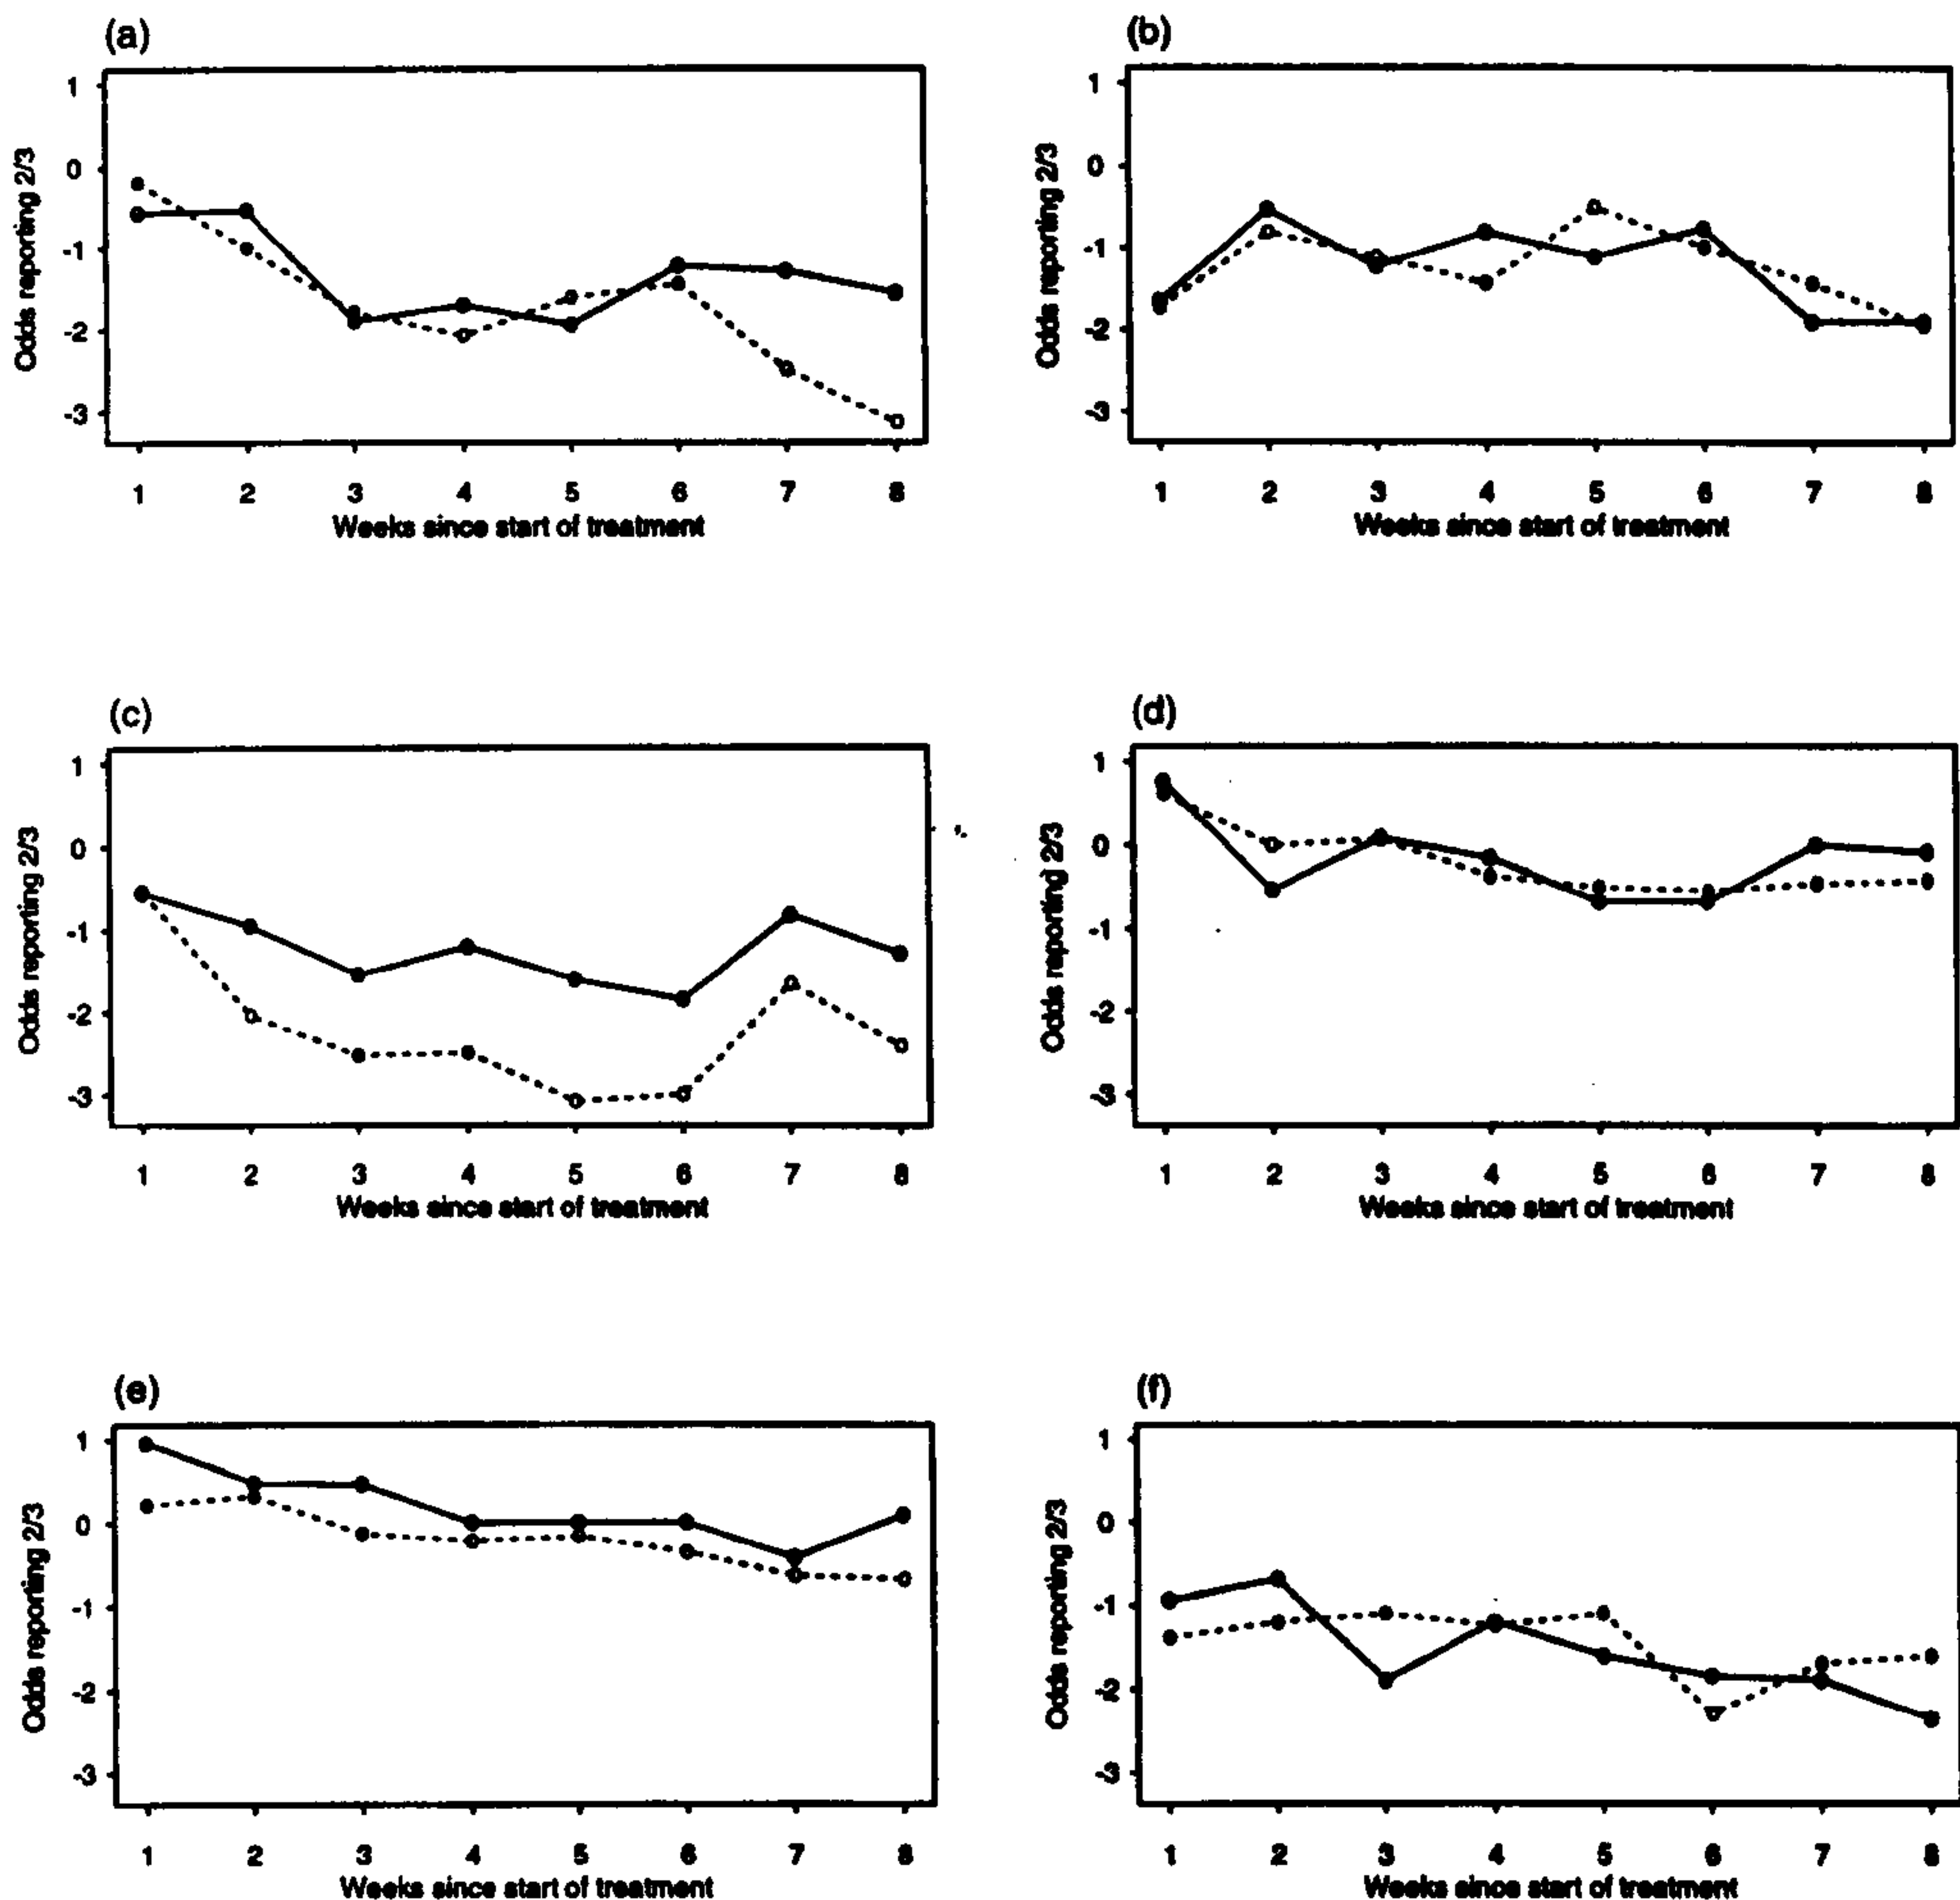 (a)
1
0
-1
-2
-3
Odds reporting 2/3
1 2 3 4 5 6 7 8
Weeks since start of treatment
(b)
1
0
-1
-2
-3
Odds reporting 2/3
1 2 3 4 5 6 7 8
Weeks since start of treatment
(c)
1
0
-1
-2
-3
Odds reporting 2/3
1 2 3 4 5 6 7 8
Weeks since start of treatment
(d)
1
0
-1
-2
-3
Odds reporting 2/3
1 2 3 4 5 6 7 8
Weeks since start of treatment
(e)
1
0
-1
-2
-3
Odds reporting 2/3
1 2 3 4 5 6 7 8
Weeks since start of treatment
(f)
1
0
-1
-2
-3
Odds reporting 2/3
1 2 3 4 5 6 7 8
Weeks since start of treatment